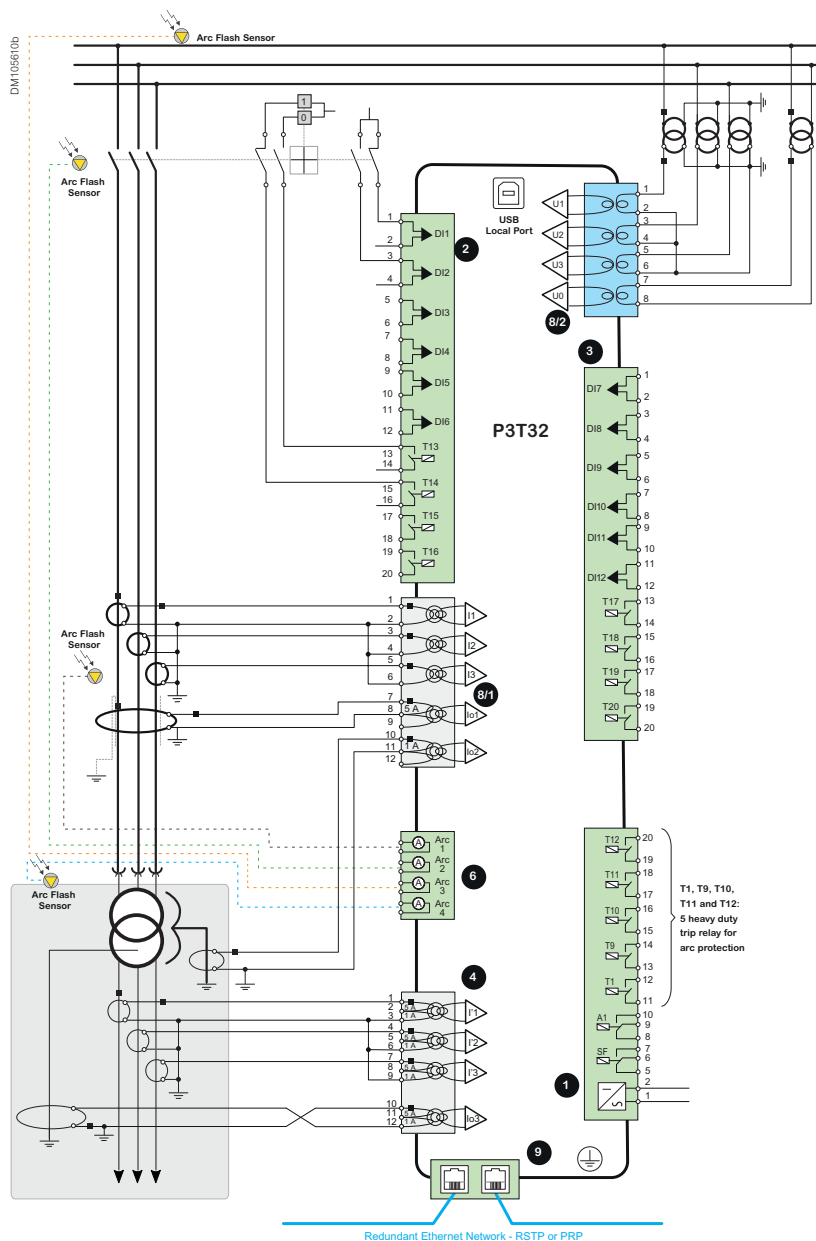 DM105610b
Arc Flash Sensor
1
0
Arc Flash
Sensor
USB
Local Port
U1
U2
U3
U0
1
2
3
4
5
6
7
8
8/2
2
1
2
3
4
5
6
7
8
9
10
11
12
13
14
15
16
17
18
19
20
DI1
DI2
DI3
DI4
DI5
DI6
T13
T14
T15
T16
P3T32
3
DI7
DI8
DI9
DI10
DI11
DI12
T17
T18
T19
T20
1
2
3
4
5
6
7
8
9
10
11
12
13
14
15
16
17
18
19
20
Arc Flash
Sensor
1
2
3
4
5
6
7
8
9
10
11
12
5 A
1 A
I1
I2
I3
Io1
Io2
8/1
Arc
1
Arc
2
Arc
3
Arc
4
A
A
A
A
6
Arc Flash
Sensor
T12
T11
T10
T9
T1
A1
SF
20
19
18
17
16
15
14
13
12
11
10
9
8
7
6
5
2
1
T1, T9, T10,
T11 and T12:
5 heavy duty
trip relay for
arc protection
1
I
S
4
1
2
3
4
5
6
7
8
9
10
11
12
5 A
1 A
5 A
1 A
5 A
1 A
5 A
1 A
I'1
I'2
I'3
Io3
9
Redundant Ethernet Network - RSTP or PRP